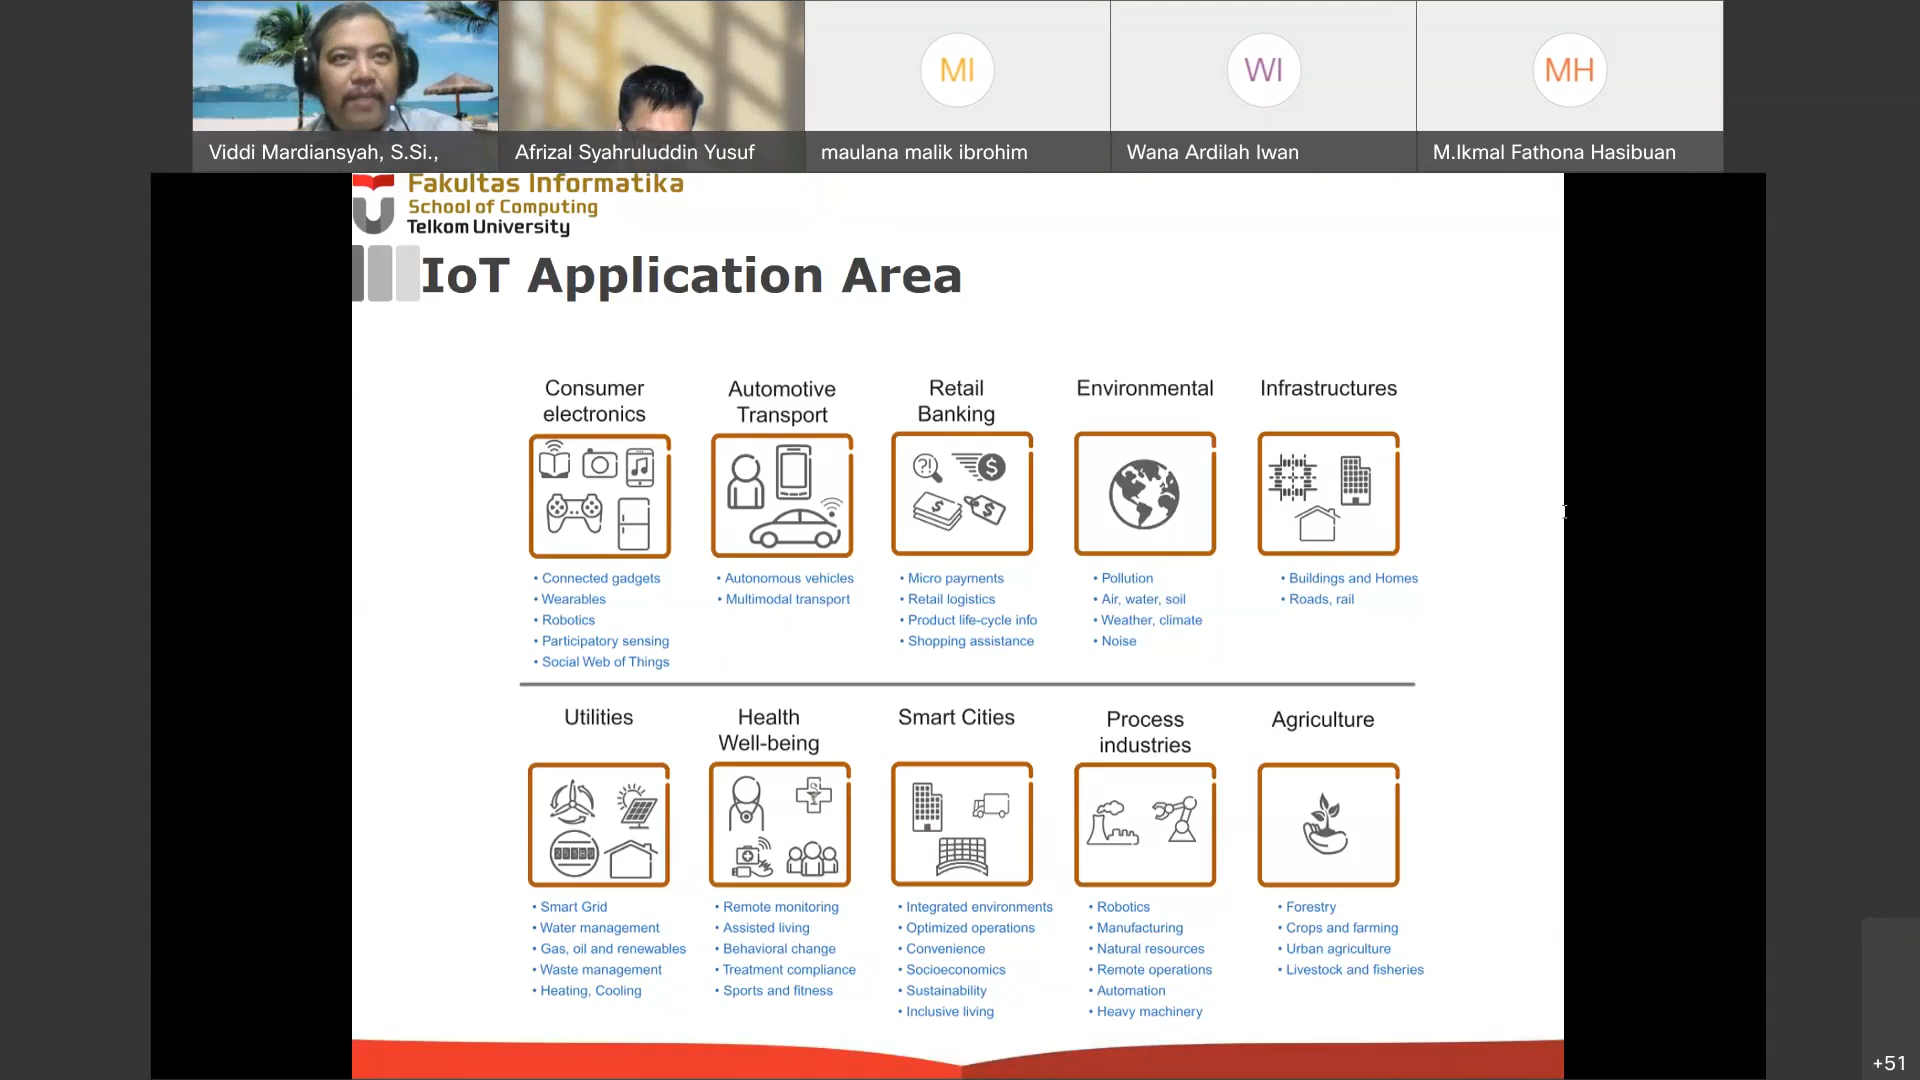 MI
WI
MH
Viddi Mardiansyah, S.Si.,
Afrizal Syahruluddin Yusuf
maulana malik ibrohim
Wana Ardilah Iwan
M.Ikmal Fathona Hasibuan
Fakultas Informatika
School of Computing
Telkom University
IoT Application Area
Consumer
electronics
• Connected gadgets
• Wearables
• Robotics
• Participatory sensing
• Social Web of Things
Automotive
Transport
• Autonomous vehicles
• Multimodal transport
Retail
Banking
?!
$
$
$
• Micro payments
• Retail logistics
• Product life-cycle info
• Shopping assistance
Environmental
• Pollution
• Air, water, soil
• Weather, climate
• Noise
Infrastructures
• Buildings and Homes
• Roads, rail
Utilities
• Smart Grid
• Water management
• Gas, oil and renewables
• Waste management
• Heating, Cooling
Health
Well-being
• Remote monitoring
• Assisted living
• Behavioral change
• Treatment compliance
• Sports and fitness
Smart Cities
• Integrated environments
• Optimized operations
• Convenience
• Socioeconomics
• Sustainability
• Inclusive living
Process
industries
• Robotics
• Manufacturing
• Natural resources
• Remote operations
• Automation
• Heavy machinery
Agriculture
• Forestry
• Crops and farming
• Urban agriculture
• Livestock and fisheries
+51